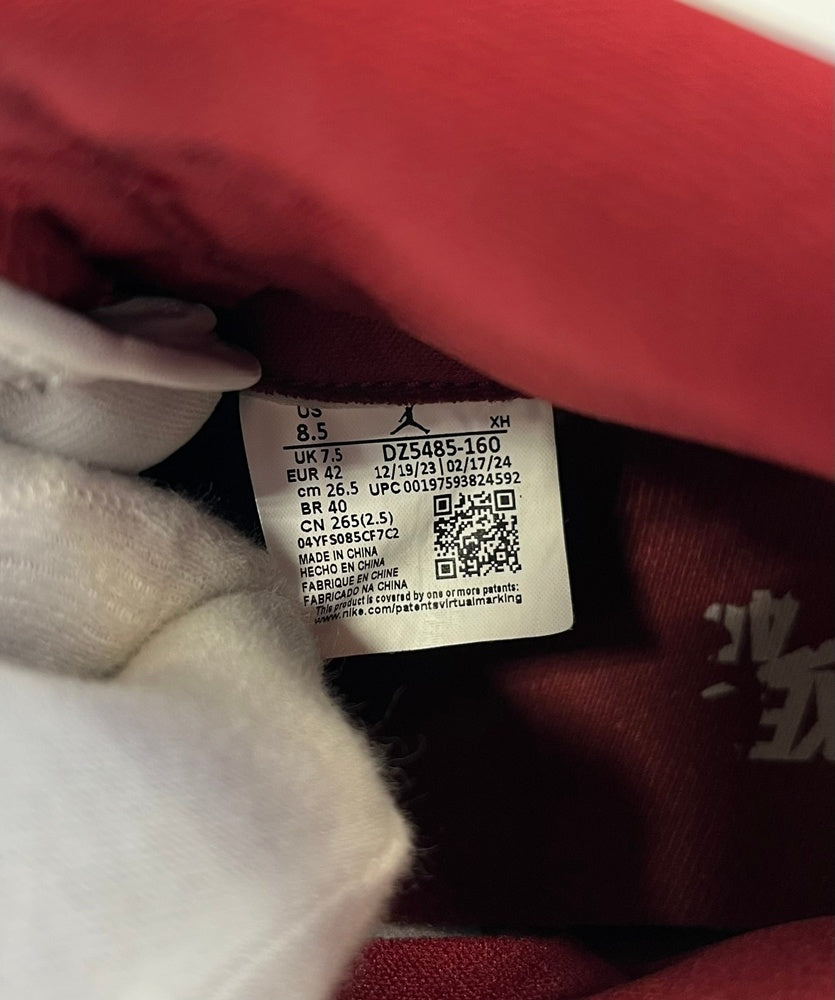 US
8.5
XH
UK 7.5 DZ5485-160
EUR 42 12/19/23 | 02/17/24
cm 26.5 UPC 00197593824592
BR 40
CN 265(2.5)
04YFS085CF7C2
MADE IN CHINA
HECHO EN CHINA
FABRIQUE EN CHINE
FABRICADO NA CHINA
This product is covered by one or more patents:
www.nike.com/patentsvirtualmarking